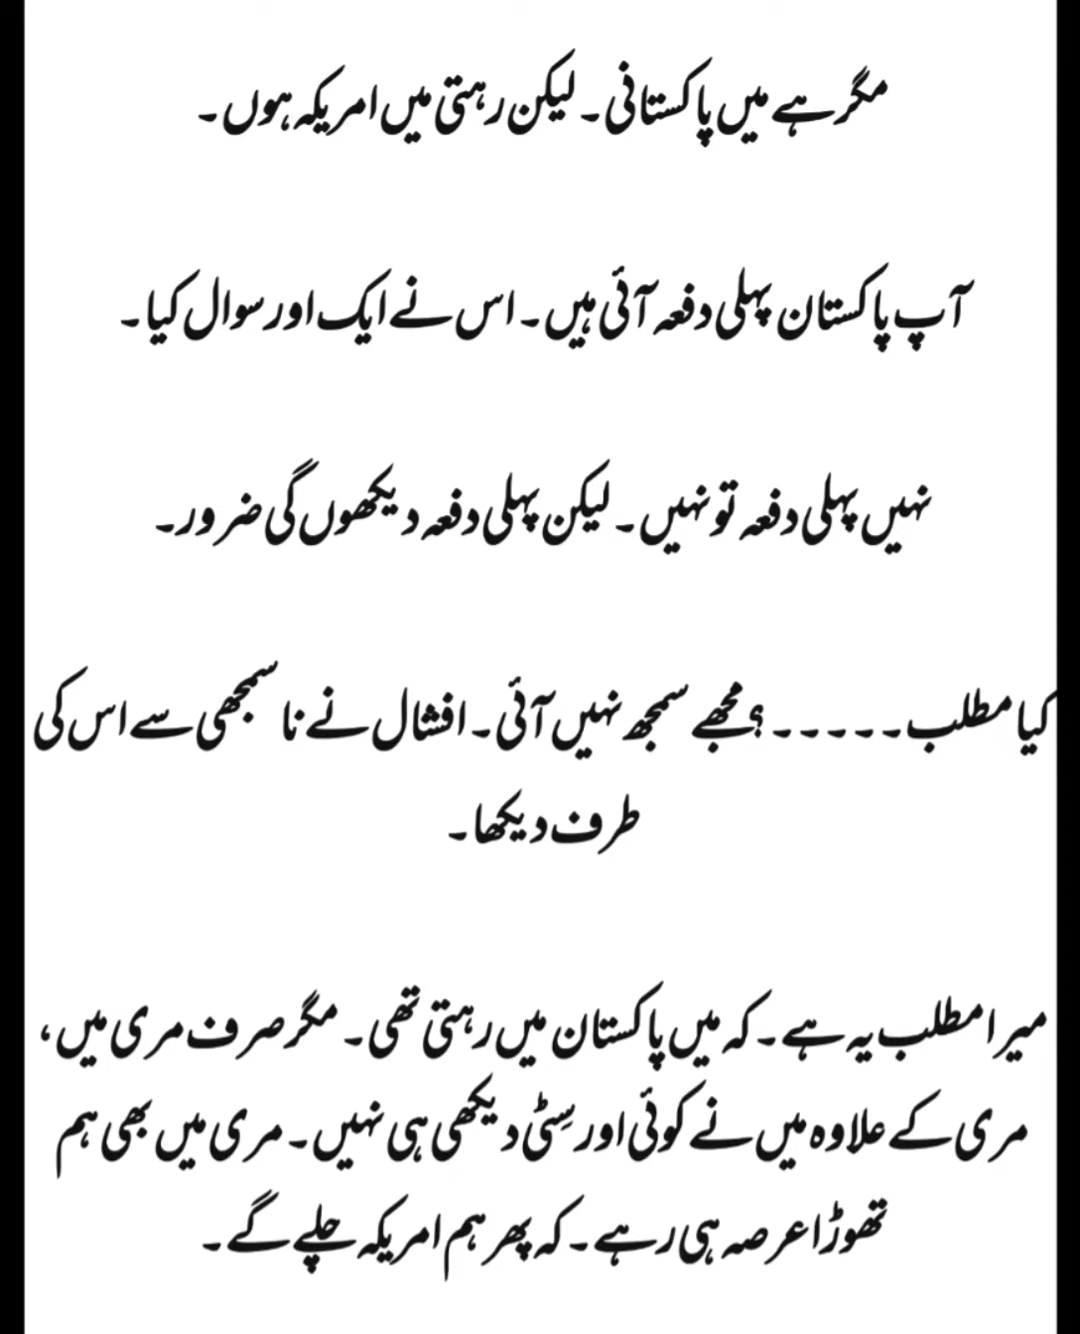 مگر ہے میں پاکستانی۔ لیکن رہتی میں امریکہ ہوں۔
آپ پاکستان پہلی دفعہ آئی ہیں۔ اس نے ایک اور سوال کیا۔
نہیں پہلی دفعہ تو نہیں۔ لیکن پہلی دفعہ دیکھوں گی ضرور۔
کیا مطلب۔۔۔۔۔؟ مجھے سمجھ نہیں آئی۔ افشال نے نا سمجھی سے اس کی
طرف دیکھا۔
میرا مطلب یہ ہے۔ کہ میں پاکستان میں رہتی تھی۔ مگر صرف مری میں،
مری کے علاوہ میں نے کوئی اور سِٹی دیکھی ہی نہیں۔ مری میں بھی ہم
تھوڑا عرصہ ہی رہے۔ کہ پھر ہم امریکہ چلے گے۔